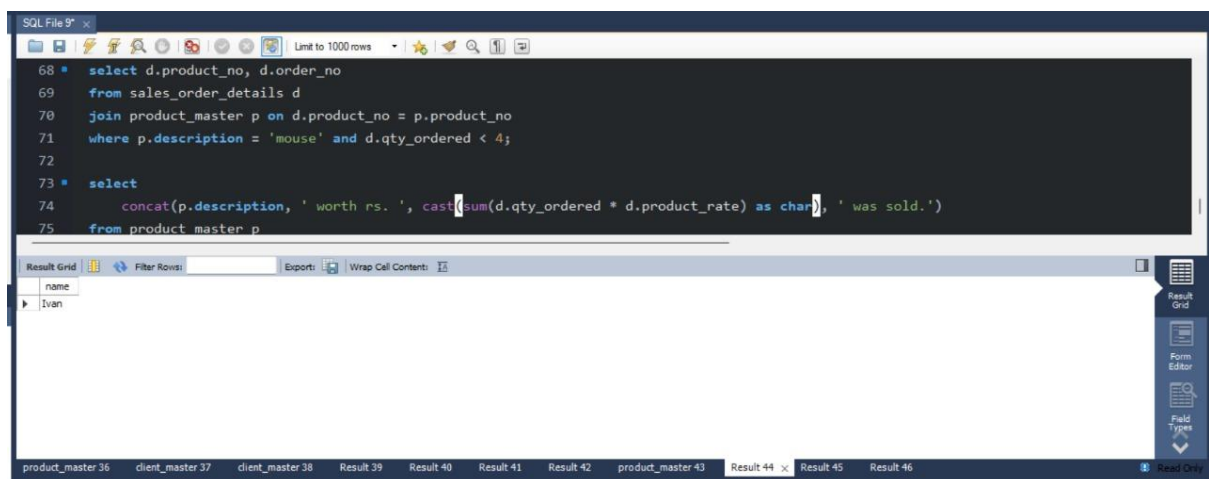 SQL File 9*
Limit to 1000 rows
68 select d.product_no, d.order_no
69 from sales_order_details d
70 join product_master p on d.product_no = p.product_no
71 where p.description = 'mouse' and d.qty_ordered < 4;
72
73 select
74 concat(p.description, ' worth rs. ', cast(sum(d.qty_ordered * d.product_rate) as char), ' was sold.')
75 from product_master p
Result Grid Filter Rows: Export: Wrap Cell Content:
name
Ivan
Result
Grid
Form
Editor
Field
Types
product_master 36 client_master 37 client_master 38 Result 39 Result 40 Result 41 Result 42 product_master 43 Result 44 Result 45 Result 46 Read Only